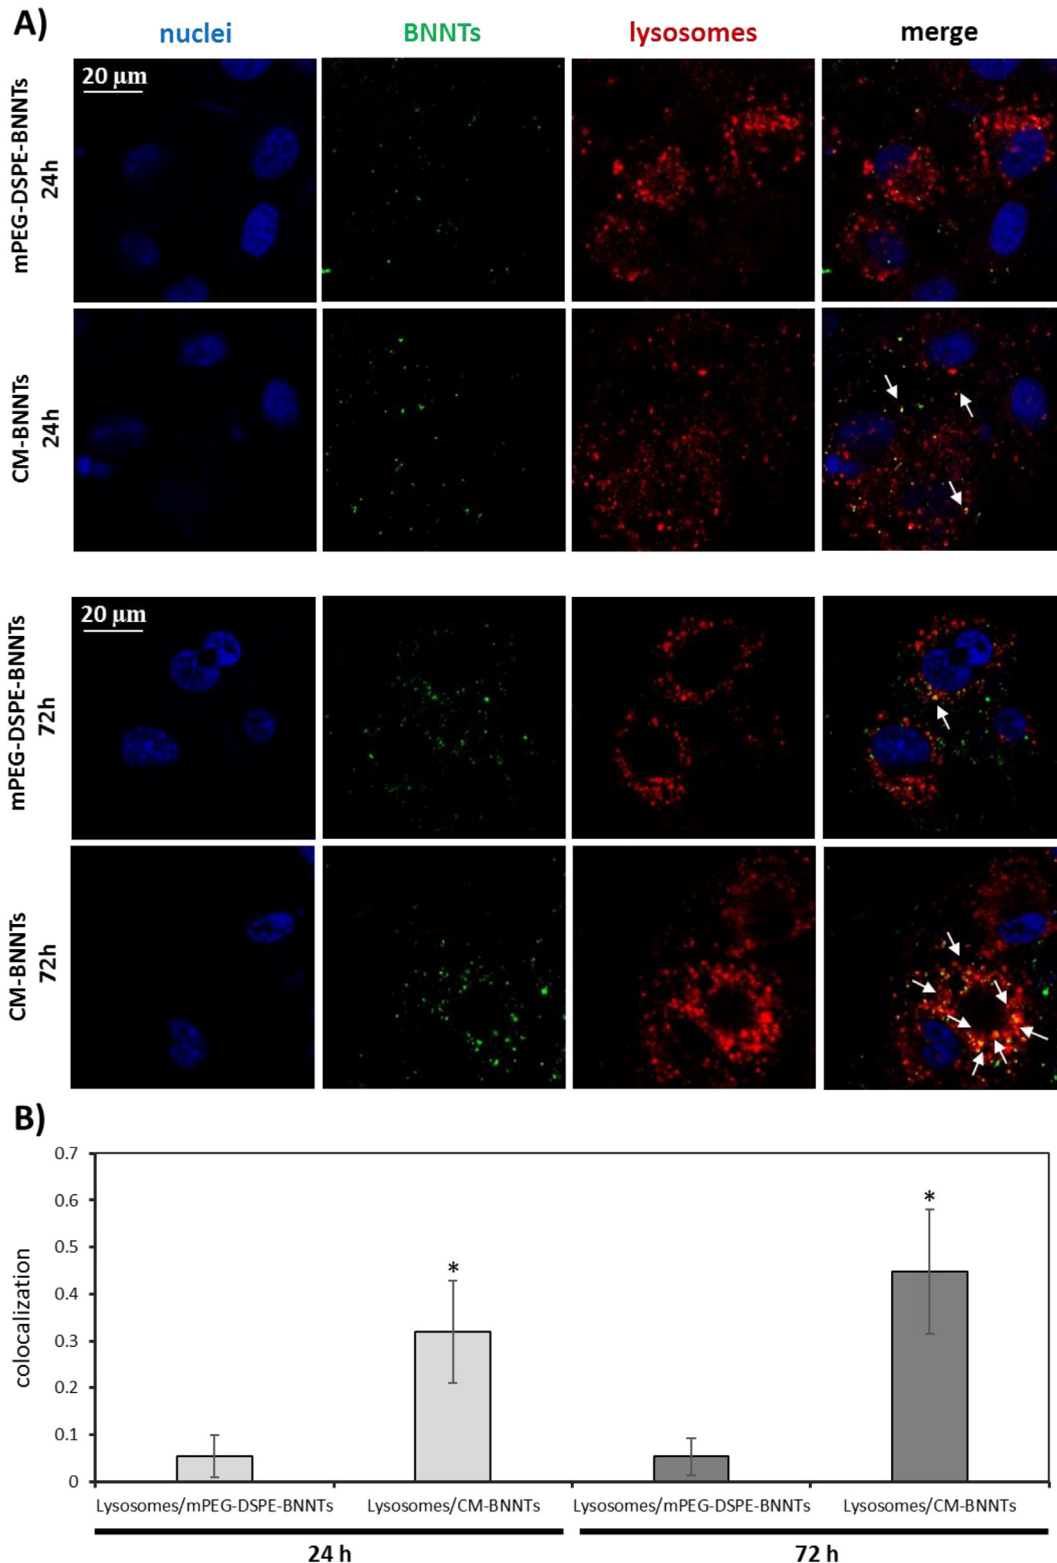 A)
nuclei BNNTs lysosomes merge
mPEG-DSPE-BNNTs
24h
20 µm
CM-BNNTs
24h
mPEG-DSPE-BNNTs
72h
20 µm
CM-BNNTs
72h
B)
colocalization
0.7
0.6
0.5
0.4
0.3
0.2
0.1
0
*
*
Lysosomes/mPEG-DSPE-BNNTs Lysosomes/CM-BNNTs Lysosomes/mPEG-DSPE-BNNTs Lysosomes/CM-BNNTs
24 h 72 h